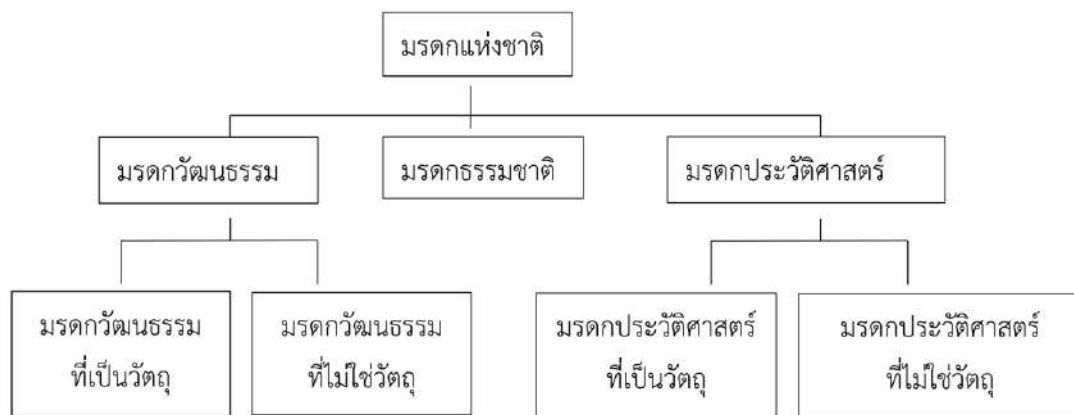 มรดกแห่งชาติ
มรดกวัฒนธรรม
มรดกธรรมชาติ
มรดกประวัติศาสตร์
มรดกวัฒนธรรม
ที่เป็นวัตถุ
มรดกวัฒนธรรม
ที่ไม่ใช่วัตถุ
มรดกประวัติศาสตร์
ที่เป็นวัตถุ
มรดกประวัติศาสตร์
ที่ไม่ใช่วัตถุ